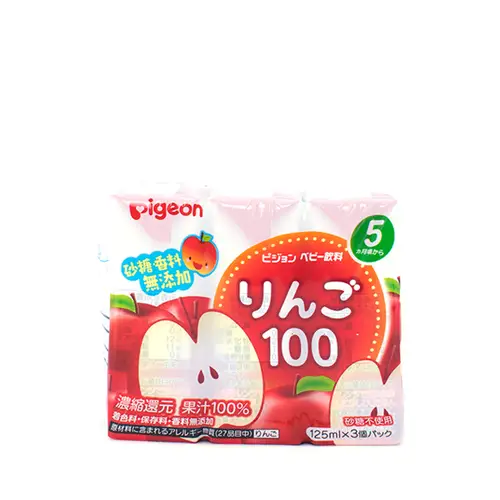 Pigeon
5
ヵ月頃から
ピジョン ベビー飲料
砂糖・香料
無添加
りんご
100
濃縮還元 果汁100%
着色料・保存料・香料無添加
砂糖不使用
原材料に含まれるアレルギー物質(27品目中) りんご
125ml×3個パック